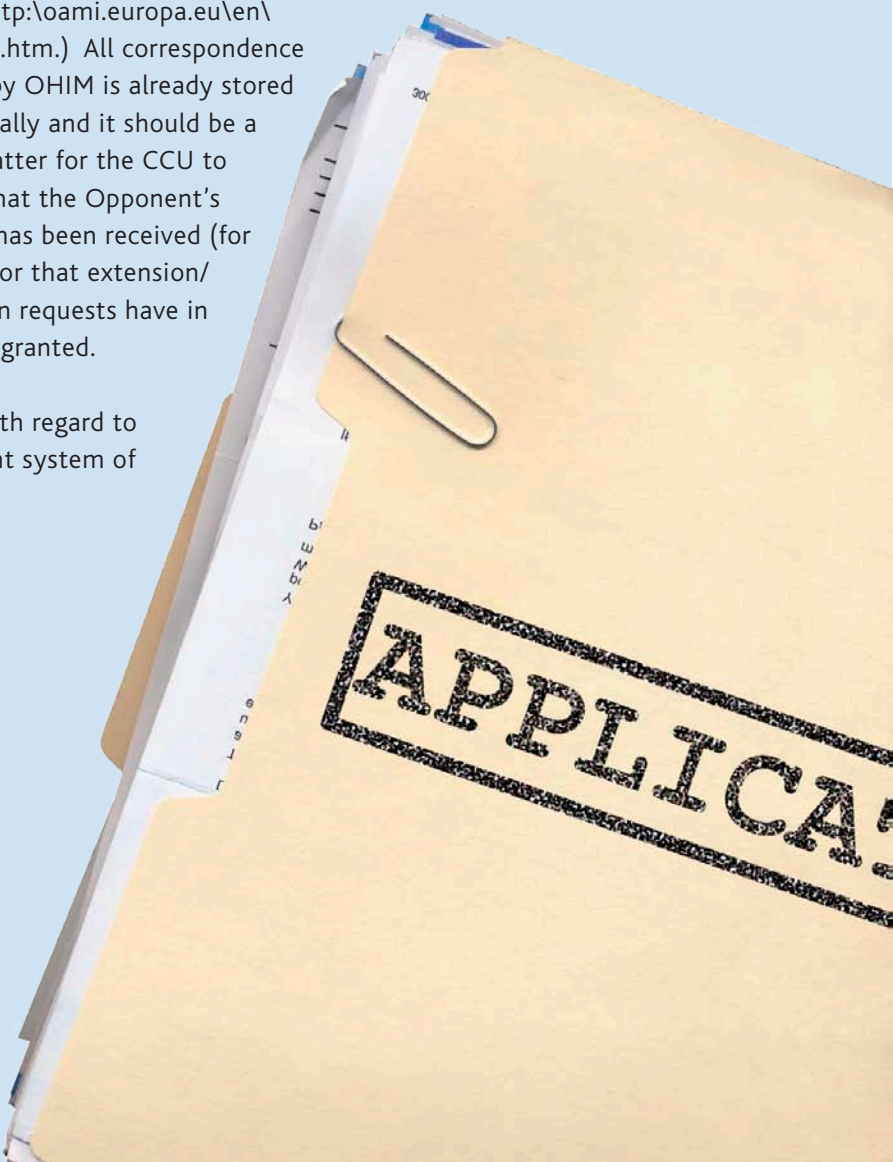 tp:\oami.europa.eu\en\
.htm.) All correspondence
by OHIM is already stored
ally and it should be a
atter for the CCU to
hat the Opponent's
has been received (for
or that extension/
n requests have in
granted.
th regard to
nt system of
300
APPLICA